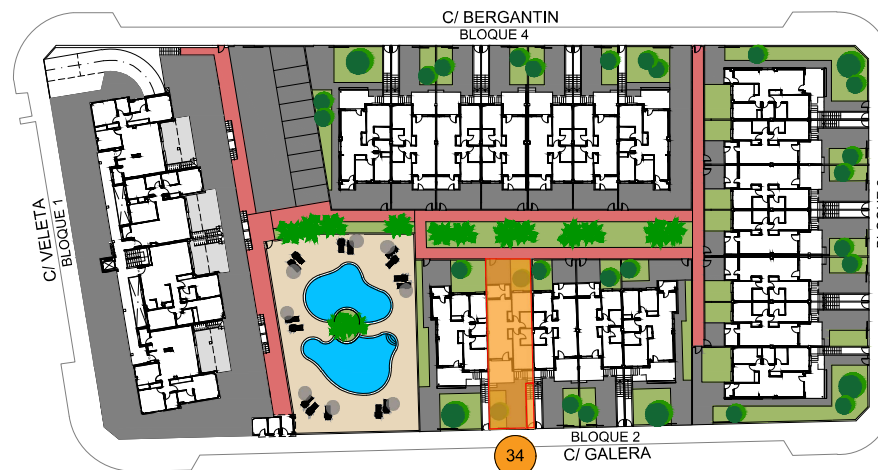 C/ BERGANTIN
BLOQUE 4
C/ VELETA
BLOQUE 1
BLOQUE 2
C/ GALERA
34